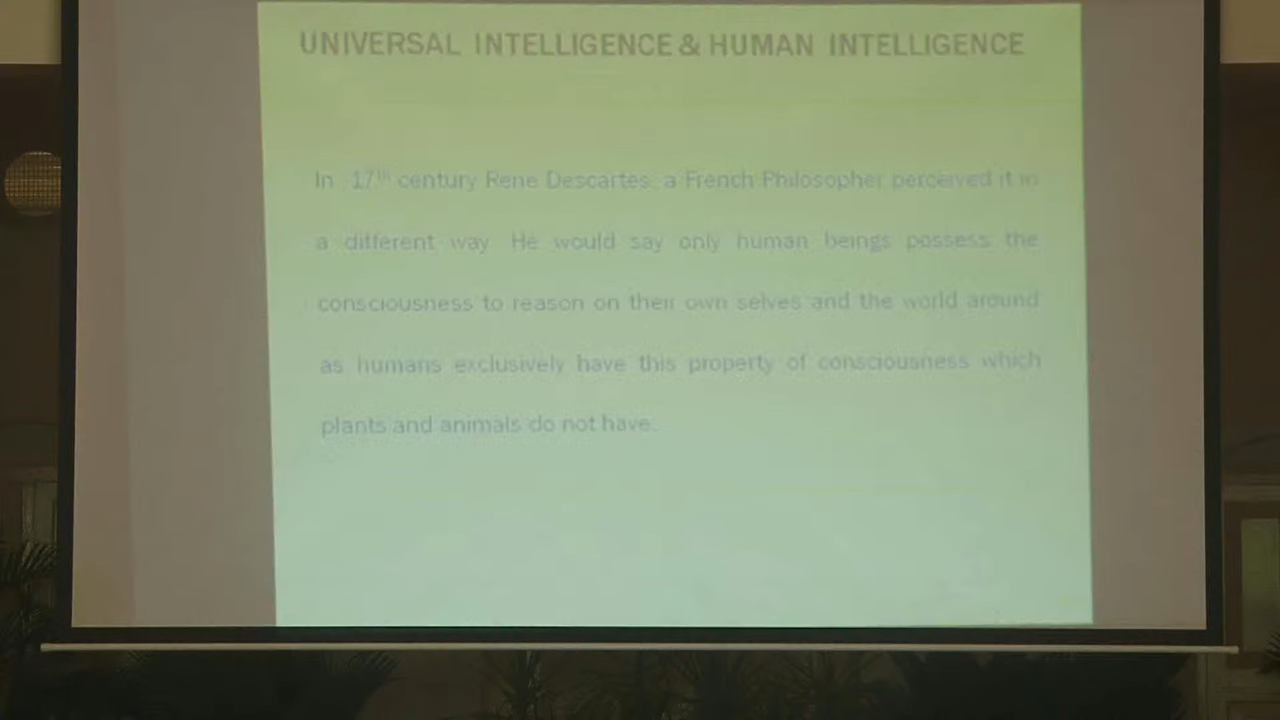 UNIVERSAL INTELLIGENCE & HUMAN INTELLIGENCE
In 17th century Rene Descartes, a French Philosopher perceived it in
a different way. He would say only human beings possess the
consciousness to reason on their own selves and the world around
as humans exclusively have this property of consciousness which
plants and animals do not have.